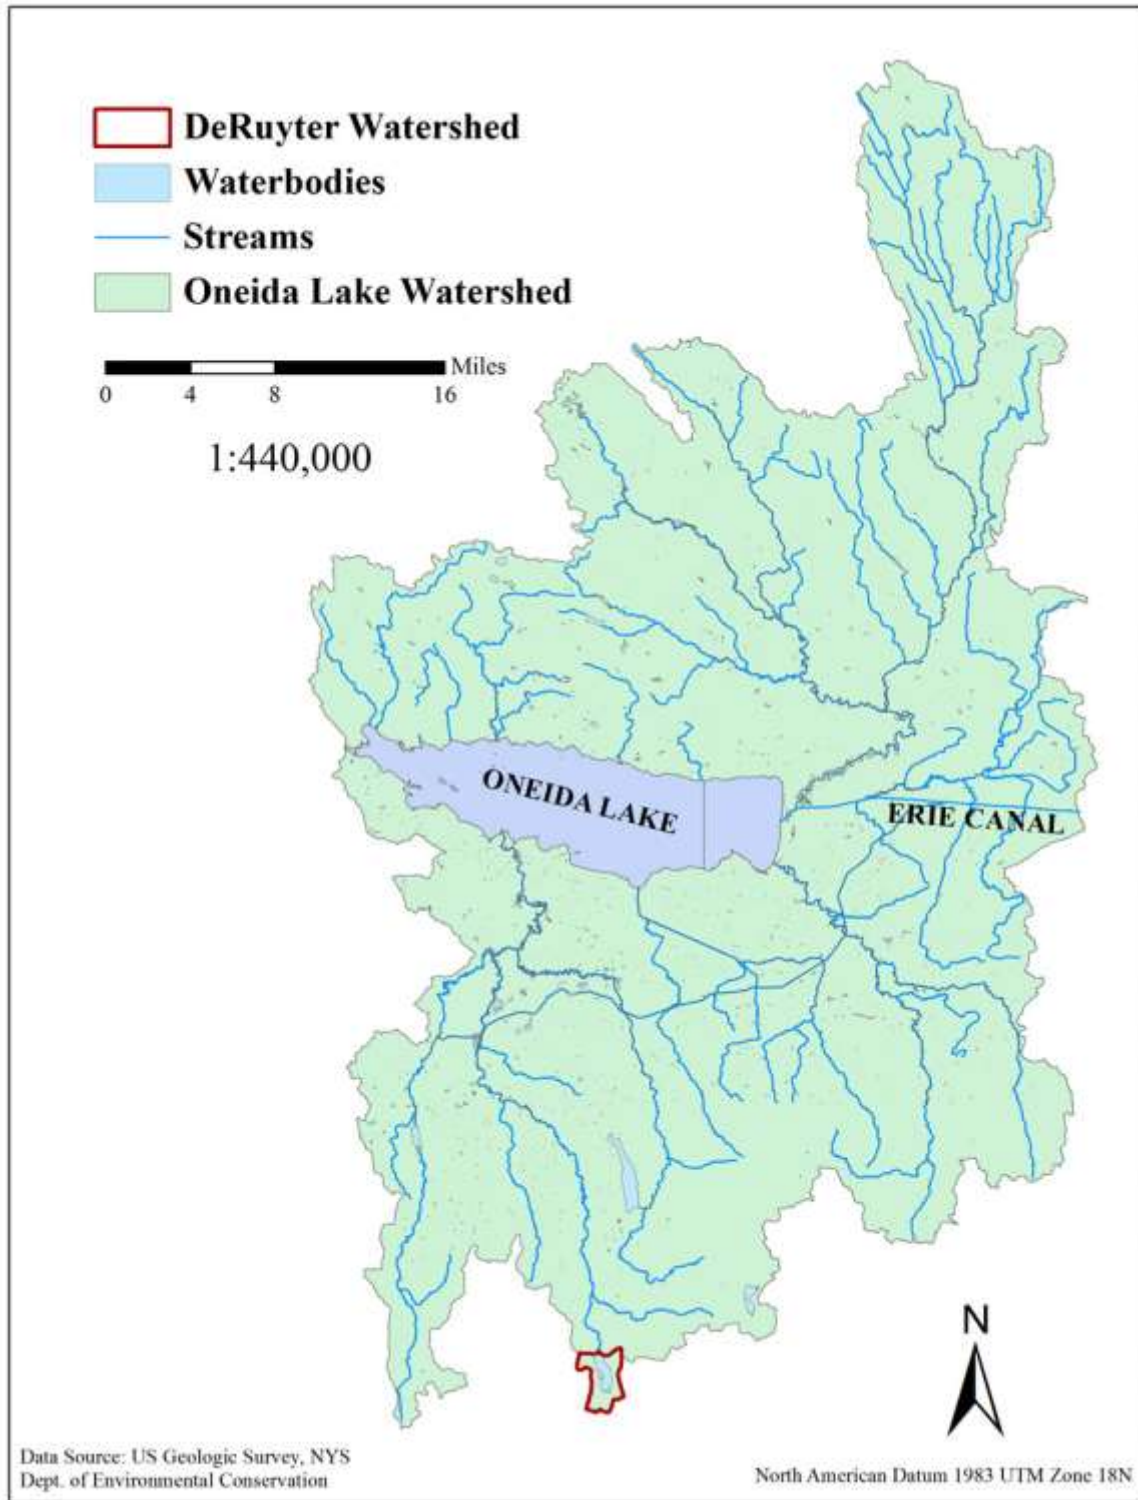 DeRuyter Watershed
Waterbodies
Streams
Oneida Lake Watershed
Miles
0 4 8 16
1:440,000
ONEIDA LAKE
ERIE CANAL
N
Data Source: US Geologic Survey, NYS
Dept. of Environmental Conservation
North American Datum 1983 UTM Zone 18N